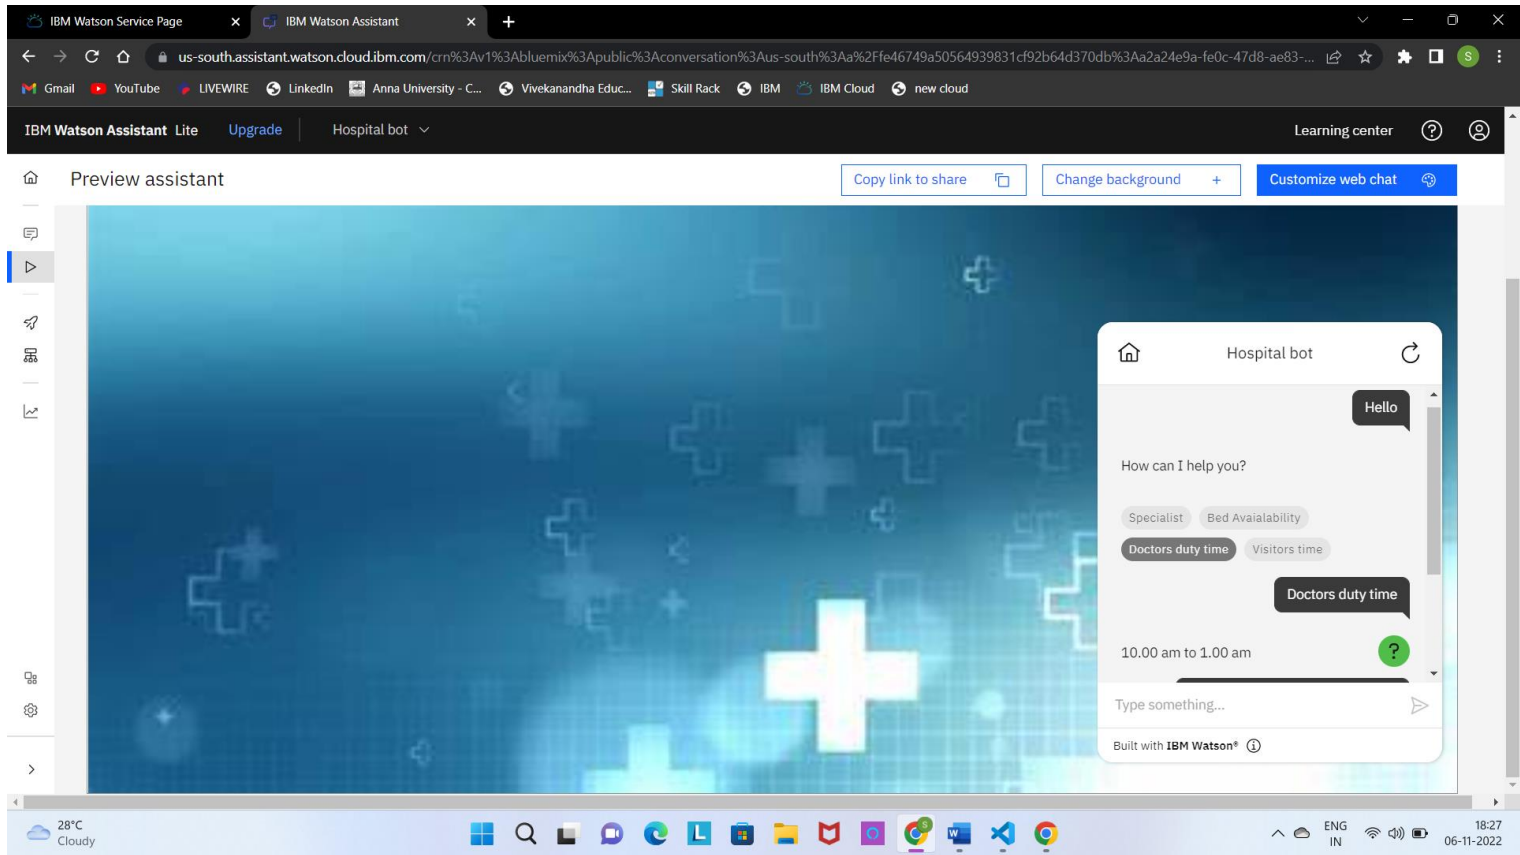 IBM Watson Service Page
IBM Watson Assistant
us-south.assistant.watson.cloud.ibm.com/crn%3Av1%3Abluemix%3Apublic%3Aconversation%3Aus-south%3Aa%2Ffe46749a50564939831cf92b64d370db%3Aa2a24e9a-fe0c-47d8-ae83-...
S
Gmail YouTube LIVEWIRE LinkedIn Anna University - C... Vivekanandha Educ... Skill Rack IBM IBM Cloud new cloud
IBM Watson Assistant Lite Upgrade Hospital bot Learning center
Preview assistant Copy link to share Change background + Customize web chat
Hospital bot
Hello
How can I help you?
Specialist Bed Avaialability
Doctors duty time Visitors time
Doctors duty time
10.00 am to 1.00 am
?
Type something...
Built with IBM Watson®
28°C
Cloudy
ENG
IN
18:27
06-11-2022